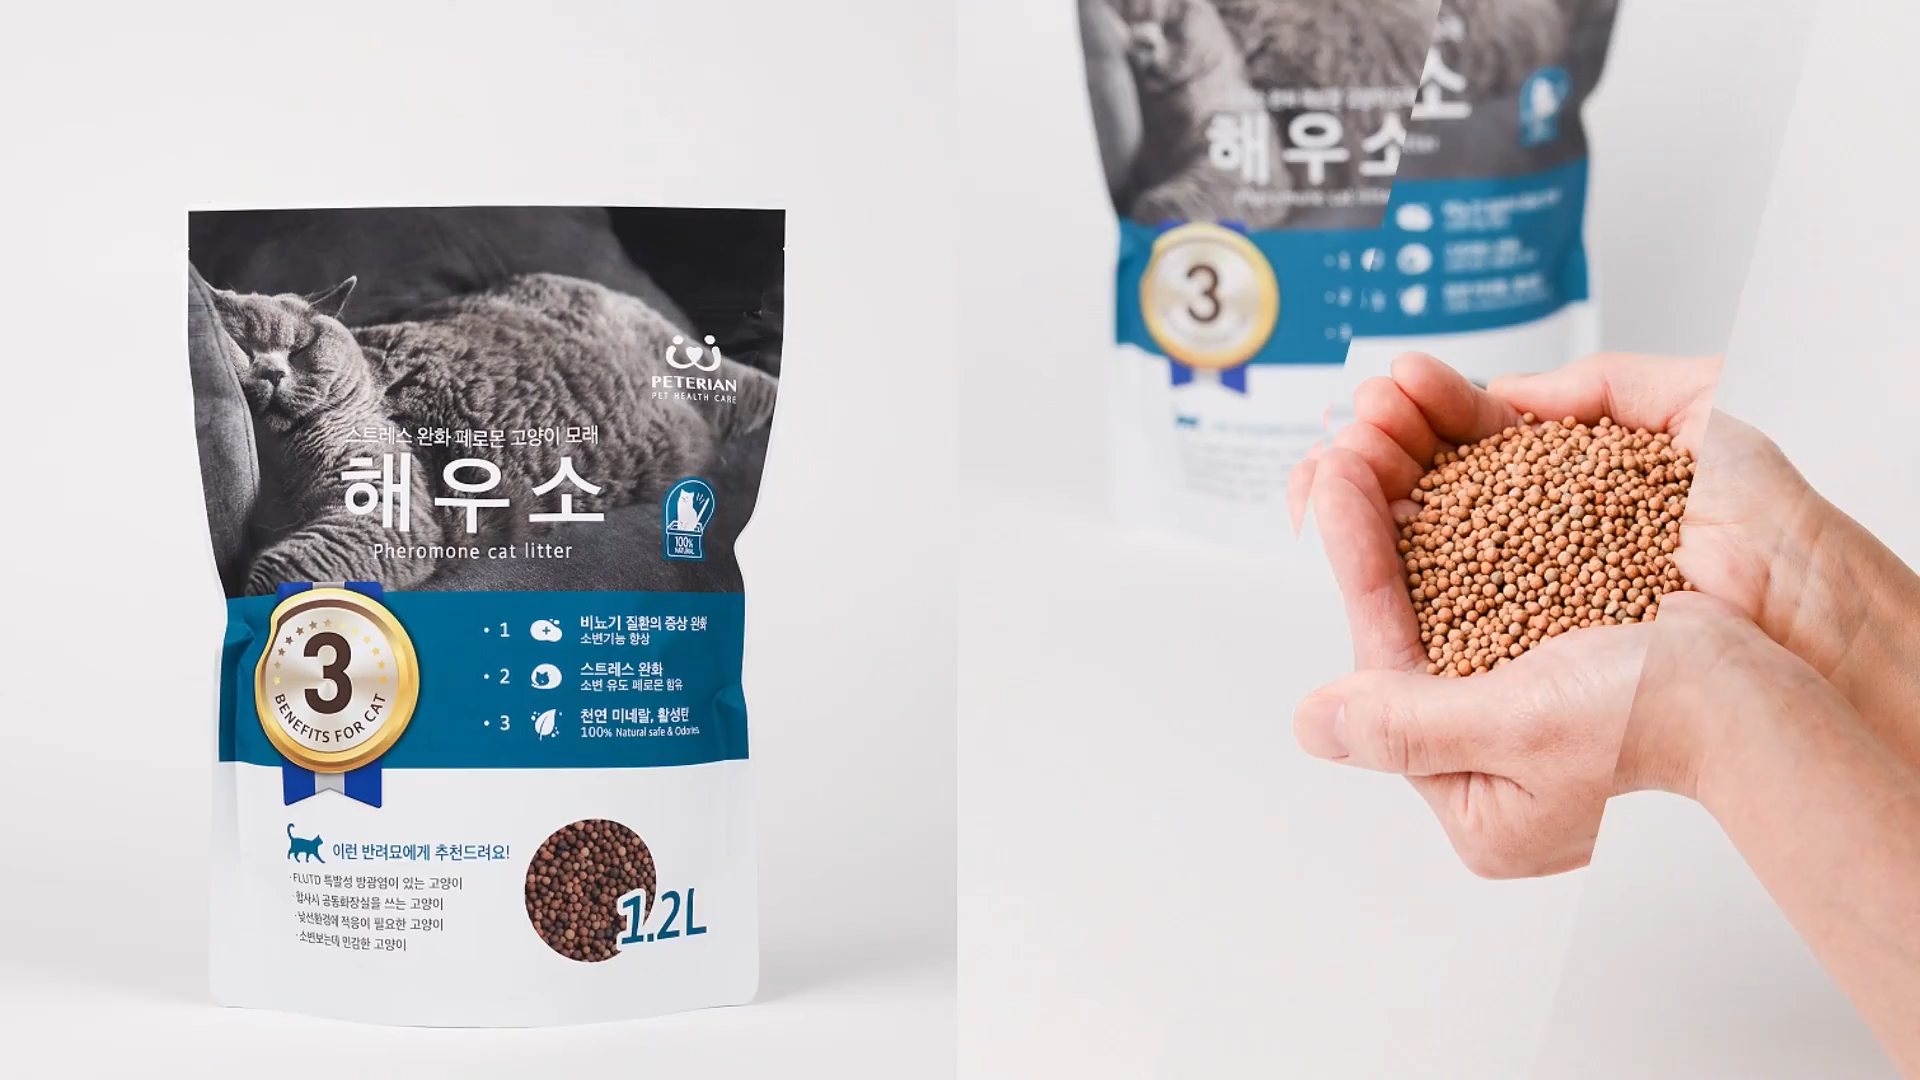 PETERIAN
PET HEALTH CARE
스트레스 완화 페로몬 고양이 모래
해우소
Pheromone cat litter
100%
NATURAL
3
BENEFITS FOR CAT
· 1 비뇨기 질환의 증상 완화
소변기능 향상
· 2 스트레스 완화
소변 유도 페로몬 함유
· 3 천연 미네랄, 활성탄
100% Natural safe & Odorless
이런 반려묘에게 추천드려요!
· FLUTD 특발성 방광염이 있는 고양이
· 합사시 공동화장실을 쓰는 고양이
· 낯선환경에 적응이 필요한 고양이
· 소변보는데 민감한 고양이
1.2L
소
해우소
3